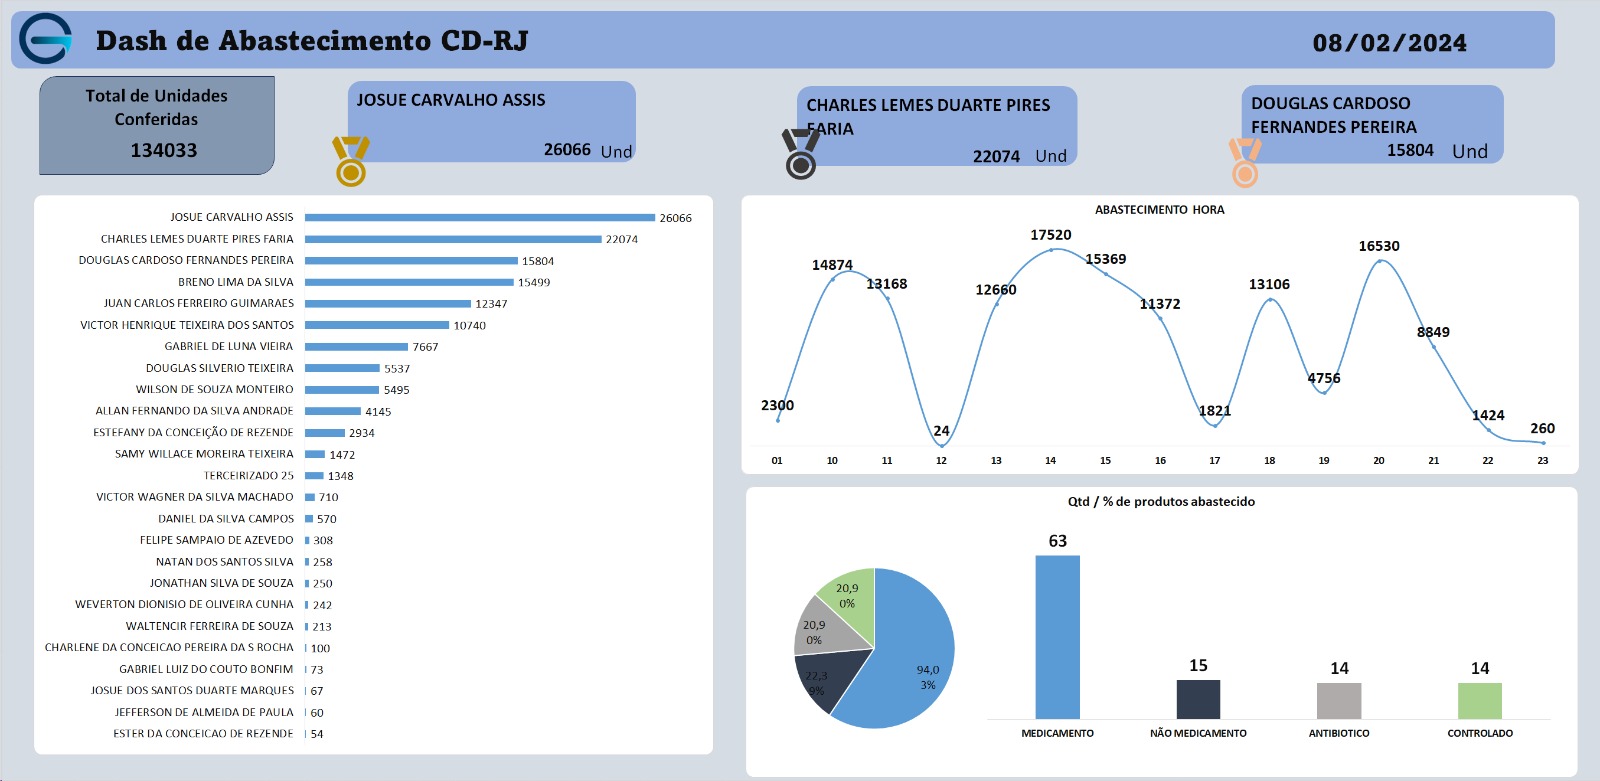 Dash de Abastecimento CD-RJ
08/02/2024
Total de Unidades
Conferidas
134033
JOSUE CARVALHO ASSIS
26066 Und
CHARLES LEMES DUARTE PIRES
FARIA
22074 Und
DOUGLAS CARDOSO
FERNANDES PEREIRA
15804 Und
JOSUE CARVALHO ASSIS 26066
CHARLES LEMES DUARTE PIRES FARIA 22074
DOUGLAS CARDOSO FERNANDES PEREIRA 15804
BRENO LIMA DA SILVA 15499
JUAN CARLOS FERREIRO GUIMARAES 12347
VICTOR HENRIQUE TEIXEIRA DOS SANTOS 10740
GABRIEL DE LUNA VIEIRA 7667
DOUGLAS SILVERIO TEIXEIRA 5537
WILSON DE SOUZA MONTEIRO 5495
ALLAN FERNANDO DA SILVA ANDRADE 4145
ESTEFANY DA CONCEIÇÃO DE REZENDE 2934
SAMY WILLACE MOREIRA TEIXEIRA 1472
TERCEIRIZADO 25 1348
VICTOR WAGNER DA SILVA MACHADO 710
DANIEL DA SILVA CAMPOS 570
FELIPE SAMPAIO DE AZEVEDO 308
NATAN DOS SANTOS SILVA 258
JONATHAN SILVA DE SOUZA 250
WEVERTON DIONISIO DE OLIVEIRA CUNHA 242
WALTENCIR FERREIRA DE SOUZA 213
CHARLENE DA CONCEICAO PEREIRA DA S ROCHA 100
GABRIEL LUIZ DO COUTO BONFIM 73
JOSUE DOS SANTOS DUARTE MARQUES 67
JEFFERSON DE ALMEIDA DE PAULA 60
ESTER DA CONCEICAO DE REZENDE 54
ABASTECIMENTO HORA
2300 14874 13168 24 12660 17520 15369 11372 1821 13106 4756 16530 8849 1424 260
01 10 11 12 13 14 15 16 17 18 19 20 21 22 23
Qtd / % de produtos abastecido
20,9
0%
20,9
0%
22,3
9%
94,0
3%
63 15 14 14
MEDICAMENTO NÃO MEDICAMENTO ANTIBIOTICO CONTROLADO